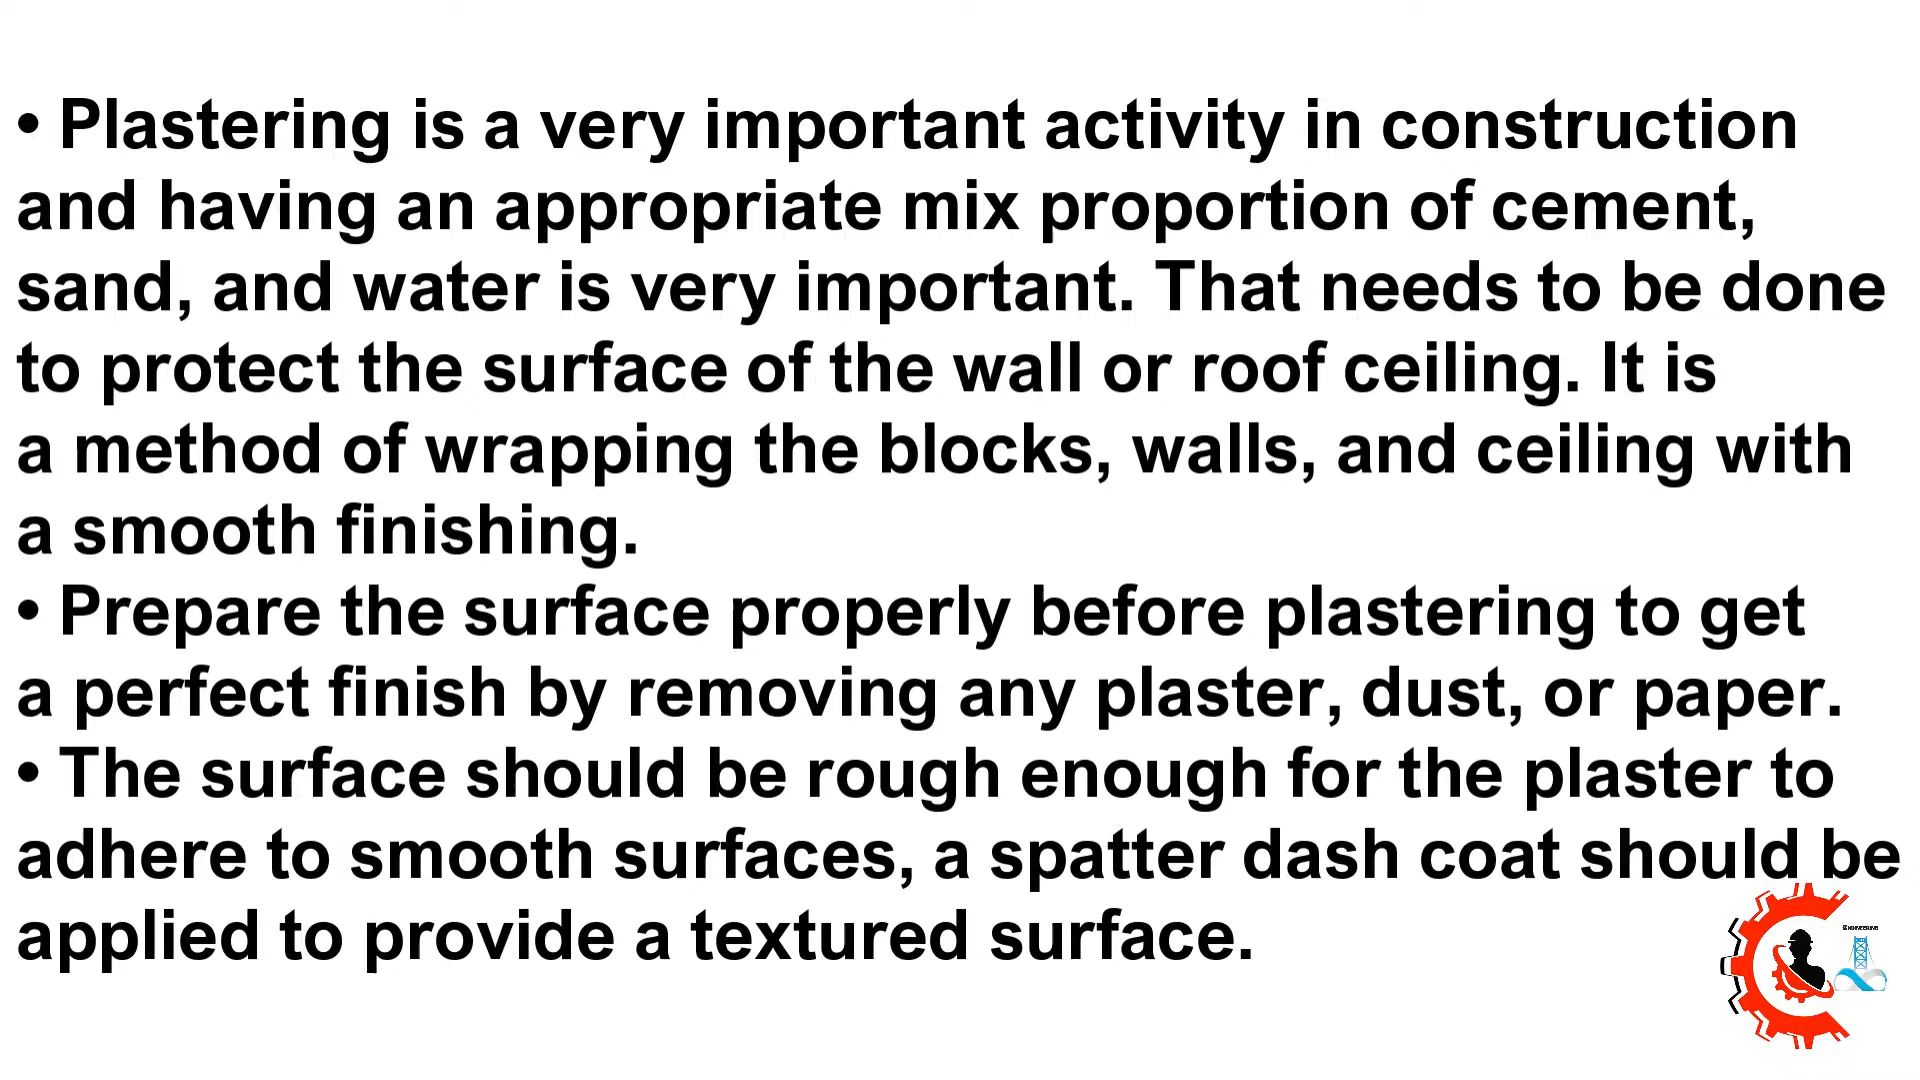 • Plastering is a very important activity in construction
and having an appropriate mix proportion of cement,
sand, and water is very important. That needs to be done
to protect the surface of the wall or roof ceiling. It is
a method of wrapping the blocks, walls, and ceiling with
a smooth finishing.
• Prepare the surface properly before plastering to get
a perfect finish by removing any plaster, dust, or paper.
• The surface should be rough enough for the plaster to
adhere to smooth surfaces, a spatter dash coat should be
applied to provide a textured surface.
Engineering